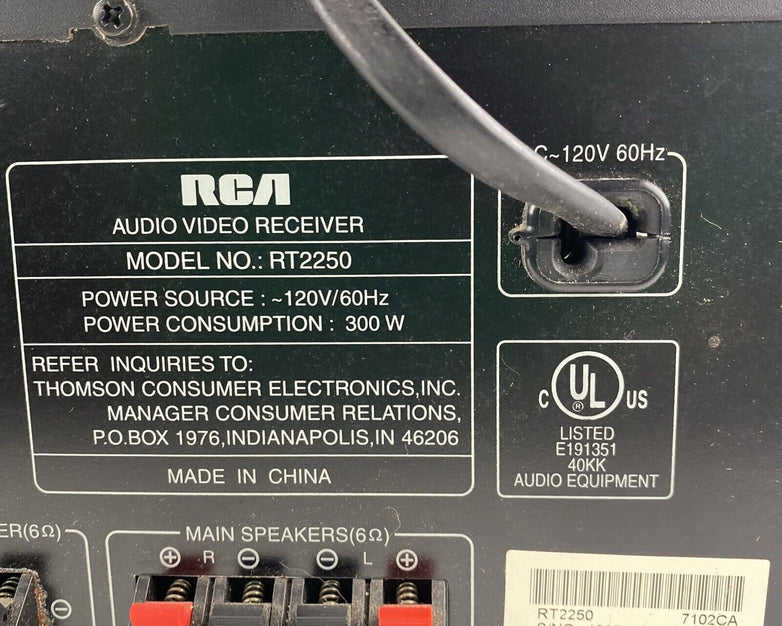 ~120V 60Hz
RCA
AUDIO VIDEO RECEIVER
MODEL NO.: RT2250
POWER SOURCE : ~120V/60Hz
POWER CONSUMPTION : 300 W
REFER INQUIRIES TO:
THOMSON CONSUMER ELECTRONICS,INC.
MANAGER CONSUMER RELATIONS,
P.O.BOX 1976,INDIANAPOLIS,IN 46206
MADE IN CHINA
C UL ® US
LISTED
E191351
40KK
AUDIO EQUIPMENT
ER(6Ω)
⊖
MAIN SPEAKERS(6Ω)
⊕ R ⊖ ⊖ L ⊕
RT2250 7102CA